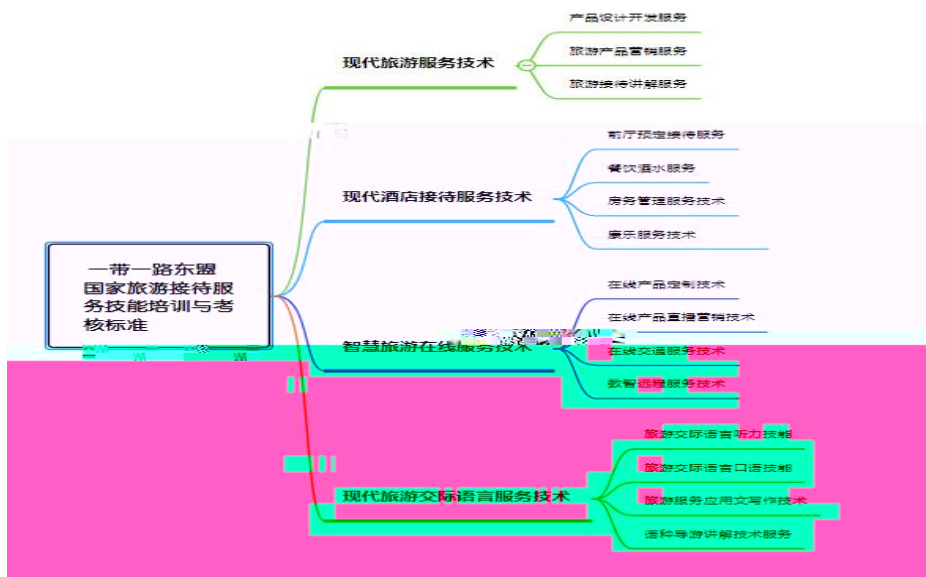 产品设计开发服务
现代旅游服务技术
旅游产品营销服务
旅游接待讲解服务
前厅预定接待服务
餐饮酒水服务
现代酒店接待服务技术
房务管理服务技术
康乐服务技术
一带一路东盟
国家旅游接待服
务技能培训与考
核标准
在线产品定制技术
在线产品直播营销技术
智慧旅游在线服务技术
在线交通服务技术
数智远程服务技术
旅游交际语言听力技能
旅游交际语言口语技能
现代旅游交际语言服务技术
旅游服务应用文写作技术
语种导游讲解技术服务